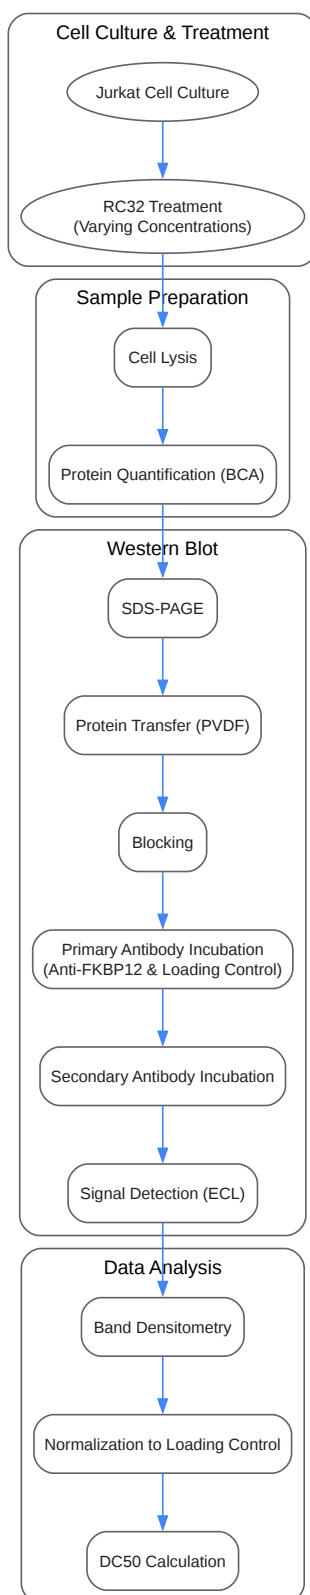 Cell Culture & Treatment
Jurkat Cell Culture
RC32 Treatment
(Varying Concentrations)
Sample Preparation
Cell Lysis
Protein Quantification (BCA)
Western Blot
SDS-PAGE
Protein Transfer (PVDF)
Blocking
Primary Antibody Incubation
(Anti-FKBP12 & Loading Control)
Secondary Antibody Incubation
Signal Detection (ECL)
Data Analysis
Band Densitometry
Normalization to Loading Control
DC50 Calculation